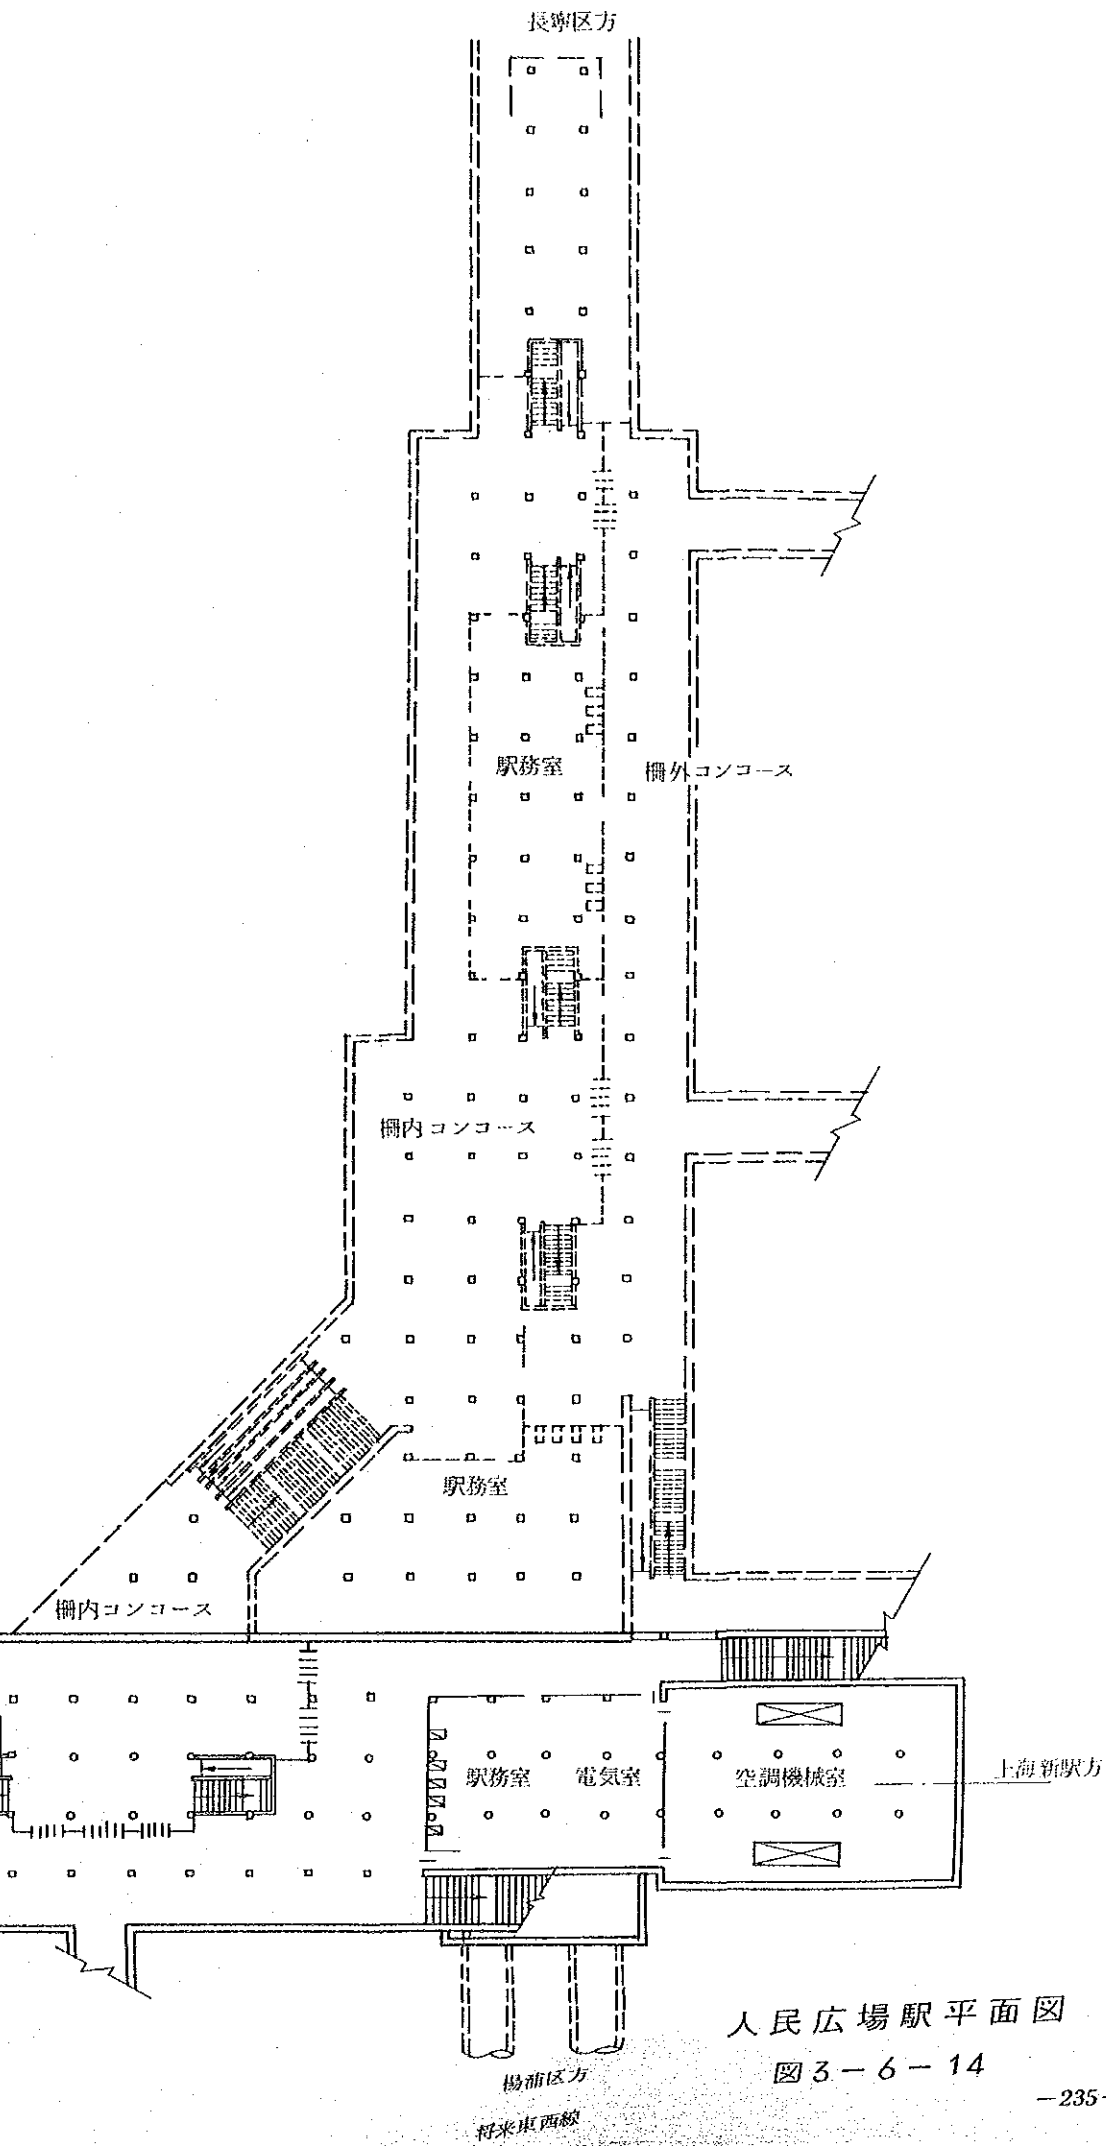 長寧区方
駅務室
柵外コンコース
柵内コンコース
駅務室
柵内コンコース
駅務室
電気室
空調機械室
上海新駅方
人民広場駅平面図
図3-6-14
楊浦区方
将来東西線
-235-